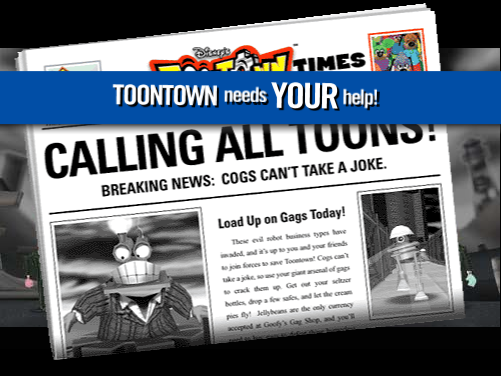 Disney's
TOONTOWN TIMES
TOONTOWN needs YOUR help!
CALLING ALL TOONS!
BREAKING NEWS: COGS CAN'T TAKE A JOKE.
Load Up on Gags Today!
These evil robot business types have
invaded, and it's up to you and your friends
to join forces to save Toontown! Cogs can't
take a joke, so use your giant arsenal of gags
to crack them up. Get out your seltzer
bottles, drop a few safes, and let the cream
pies fly! Jellybeans are the only currency
accepted at Goofy's Gag Shop, and you'll